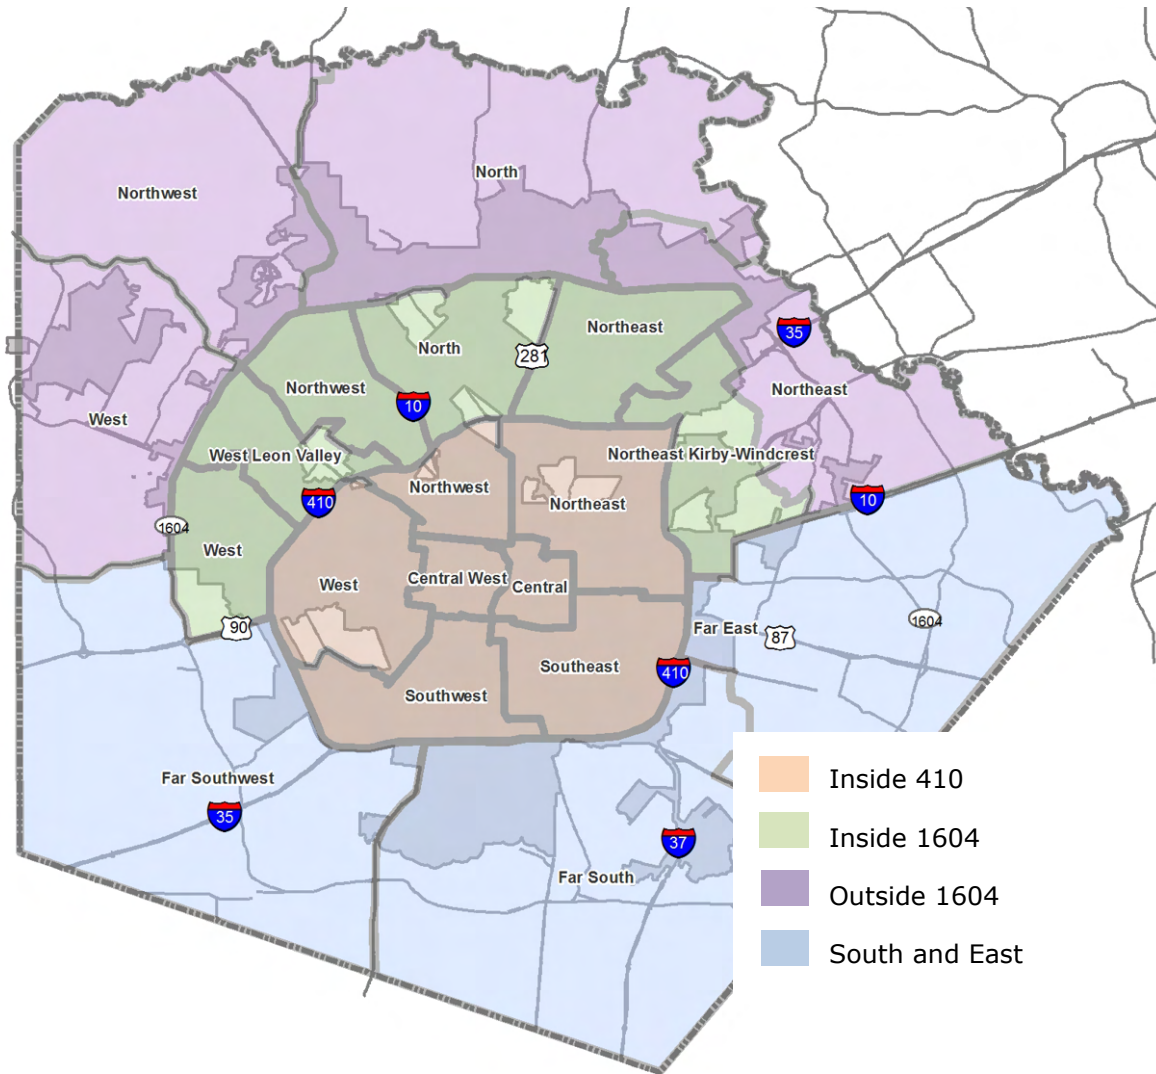 North
Northwest
Northeast
35
North
281
Northwest
Northeast
10
West
West Leon Valley
Northeast Kirby-Windcrest
Northwest
410
Northeast
10
1604
West
West
Central West
Central
1604
90
Far East
87
Southeast
410
Southwest
Far Southwest
35
37
Far South
Inside 410
Inside 1604
Outside 1604
South and East